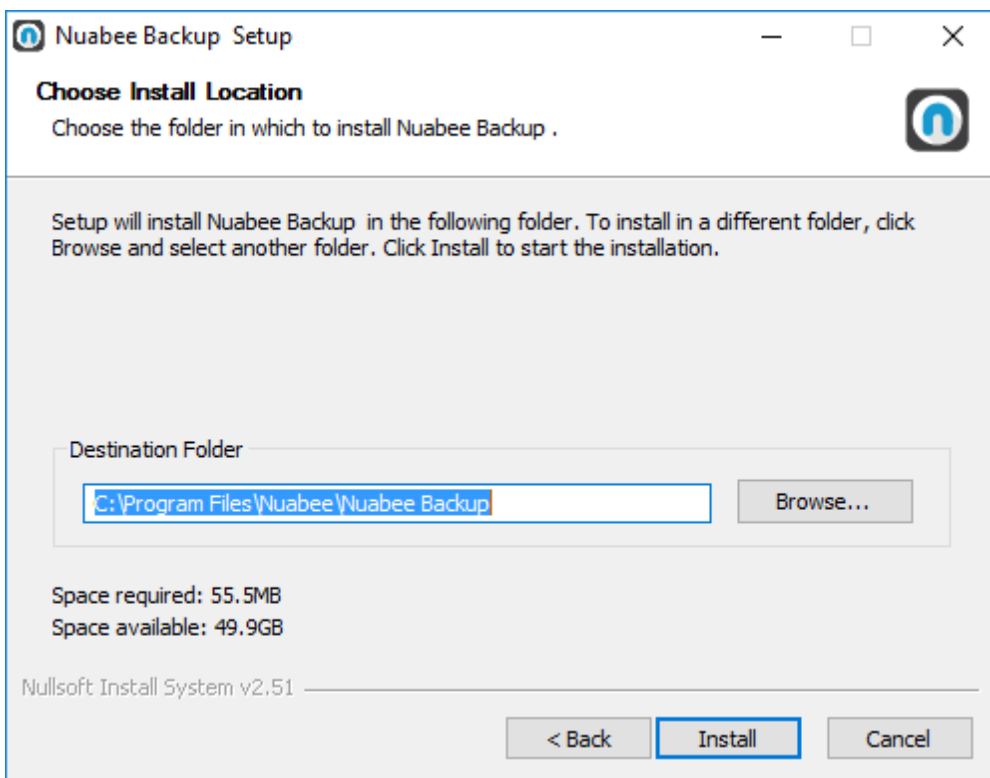 Nuabee Backup  Setup
Choose Install Location
Choose the folder in which to install Nuabee Backup .
Setup will install Nuabee Backup  in the following folder. To install in a different folder, click
Browse and select another folder. Click Install to start the installation.
Destination Folder
C:\Program Files\Nuabee\Nuabee Backup
Browse...
Space required: 55.5MB
Space available: 49.9GB
Nullsoft Install System v2.51
< Back
Install
Cancel